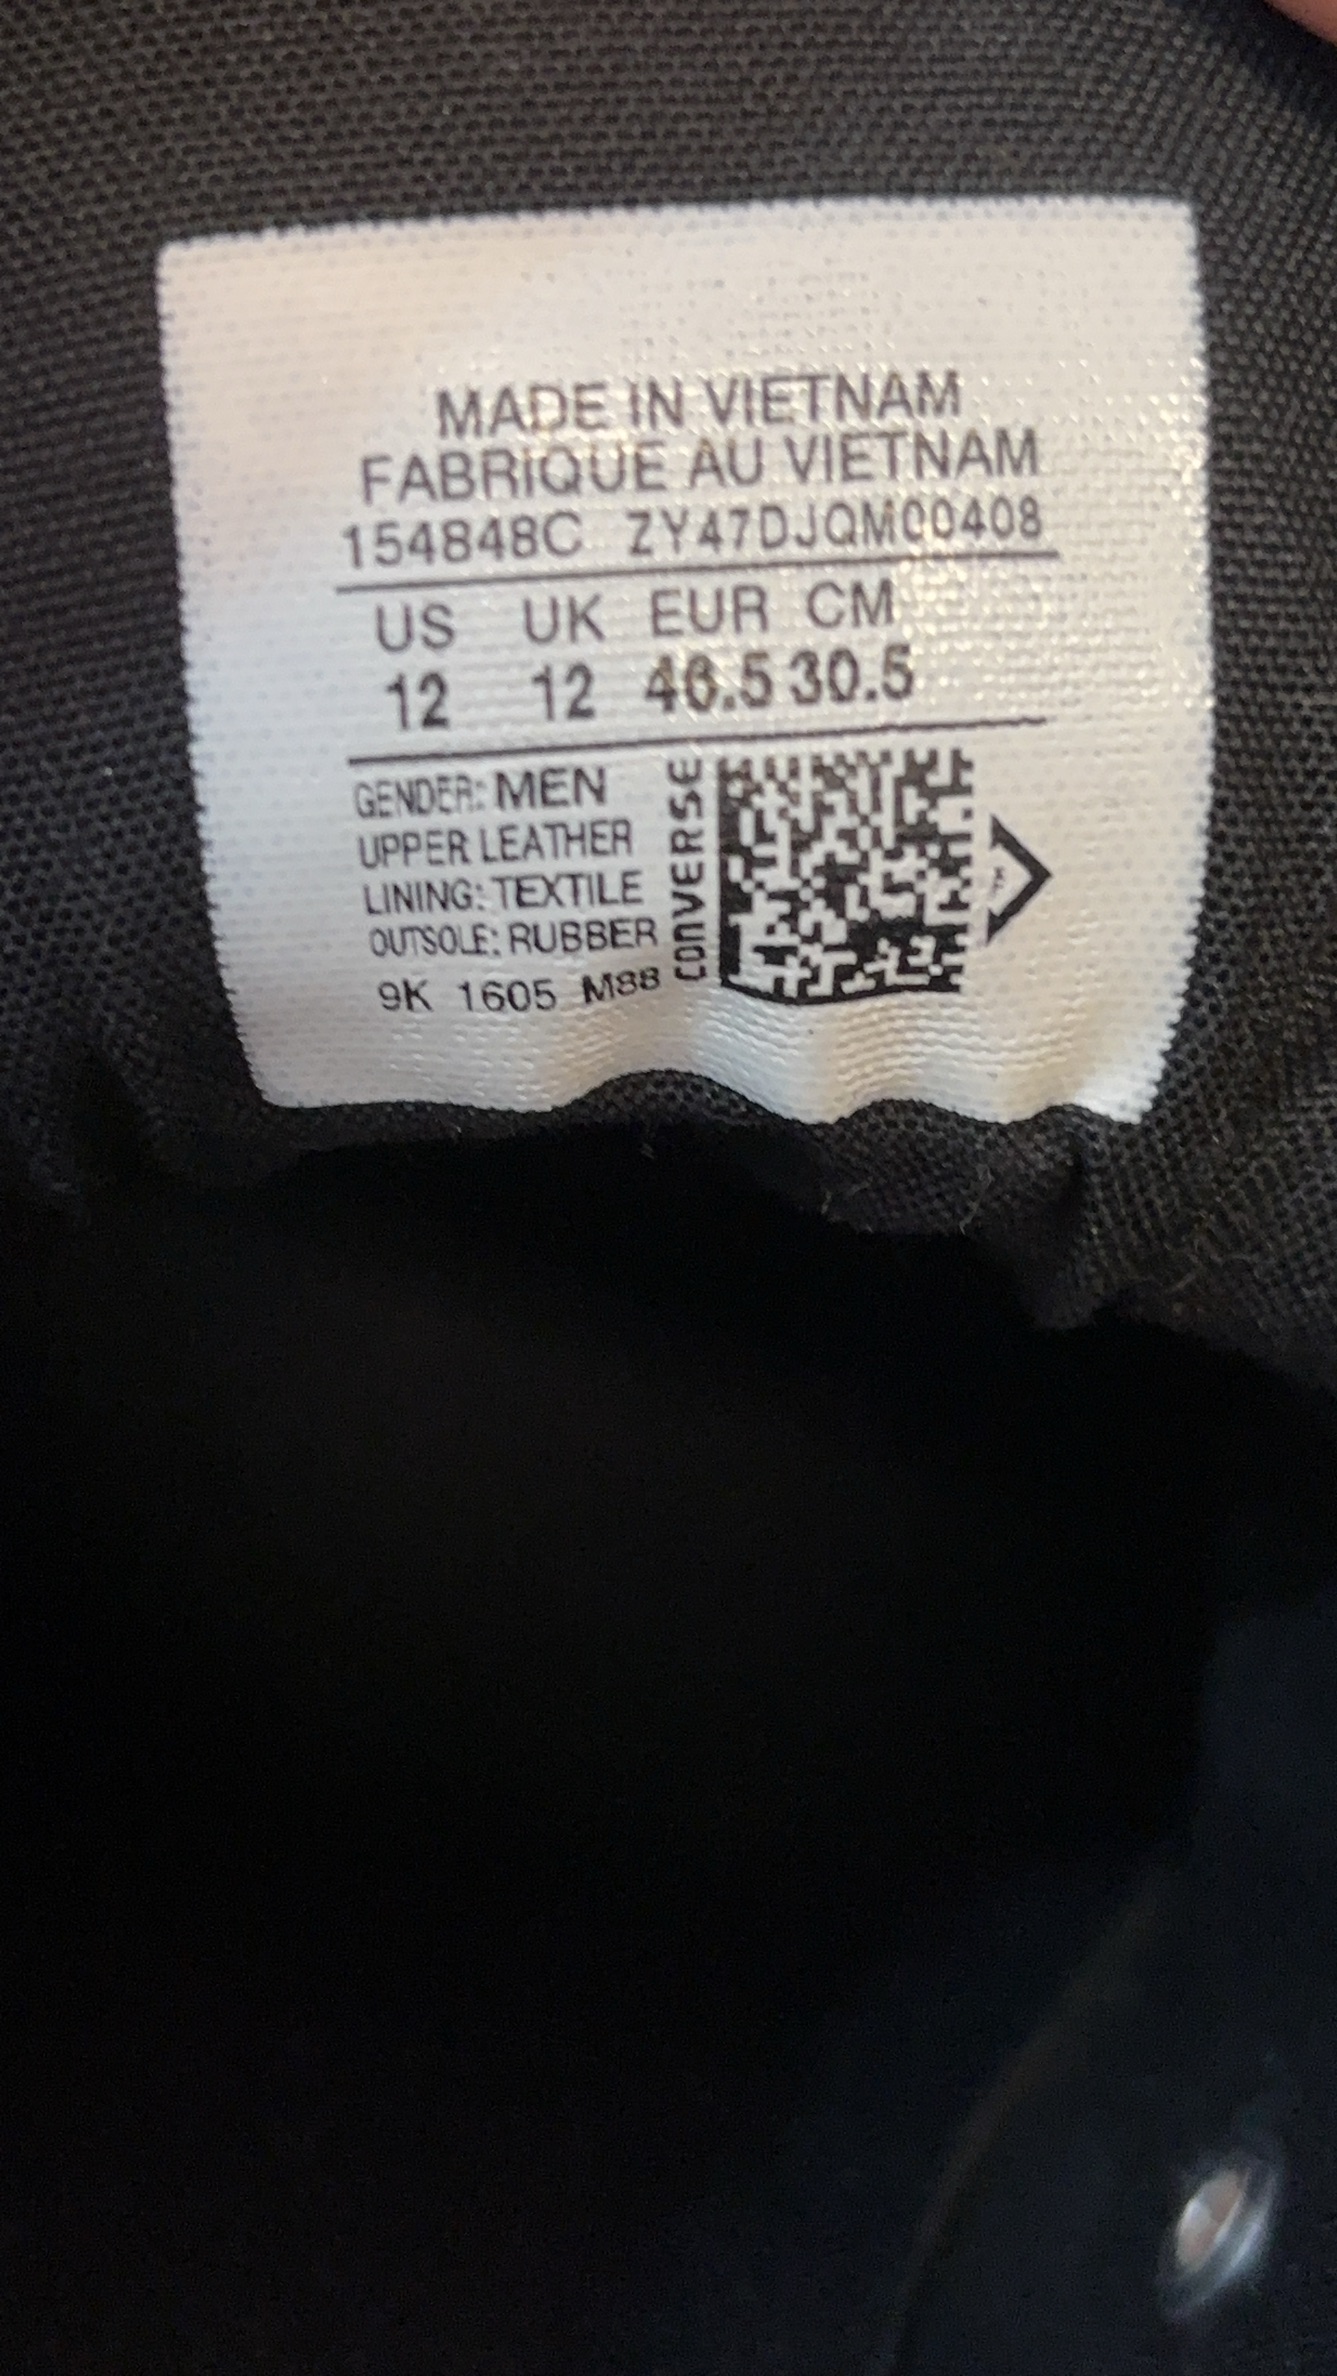 MADE IN VIETNAM
FABRIQUE AU VIETNAM
154848C ZY47DJQM00408
US UK EUR CM
12 12 46.5 30.5
GENDER: MEN
UPPER LEATHER
LINING: TEXTILE
OUTSOLE: RUBBER
9K 1605 M88
CONVERSE